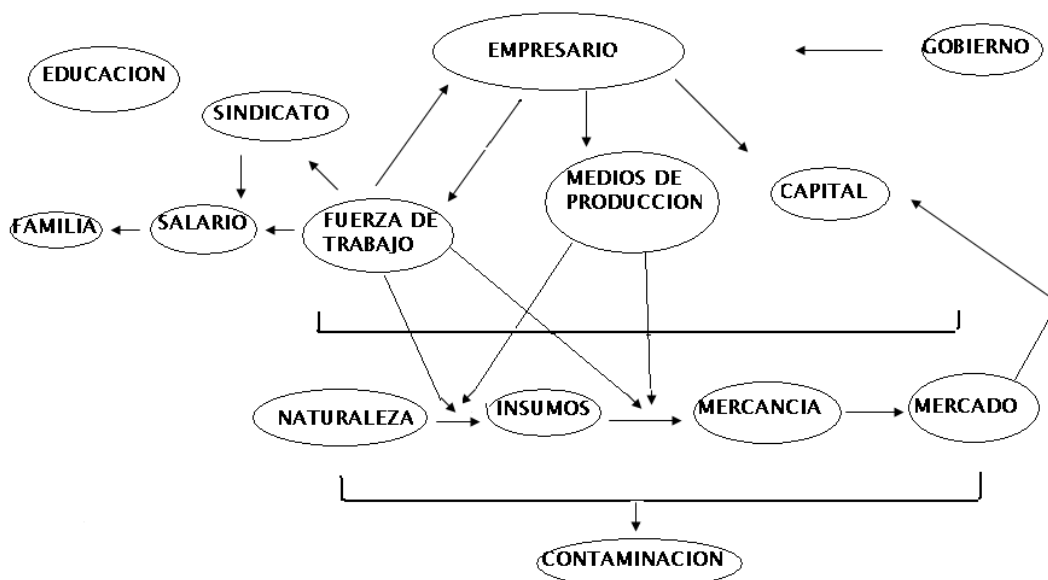 EMPRESARIO
GOBIERNO
EDUCACION
SINDICATO
MEDIOS DE
PRODUCCION
CAPITAL
FAMILIA
SALARIO
FUERZA DE
TRABAJO
NATURALEZA
INSUMOS
MERCANCIA
MERCADO
CONTAMINACION